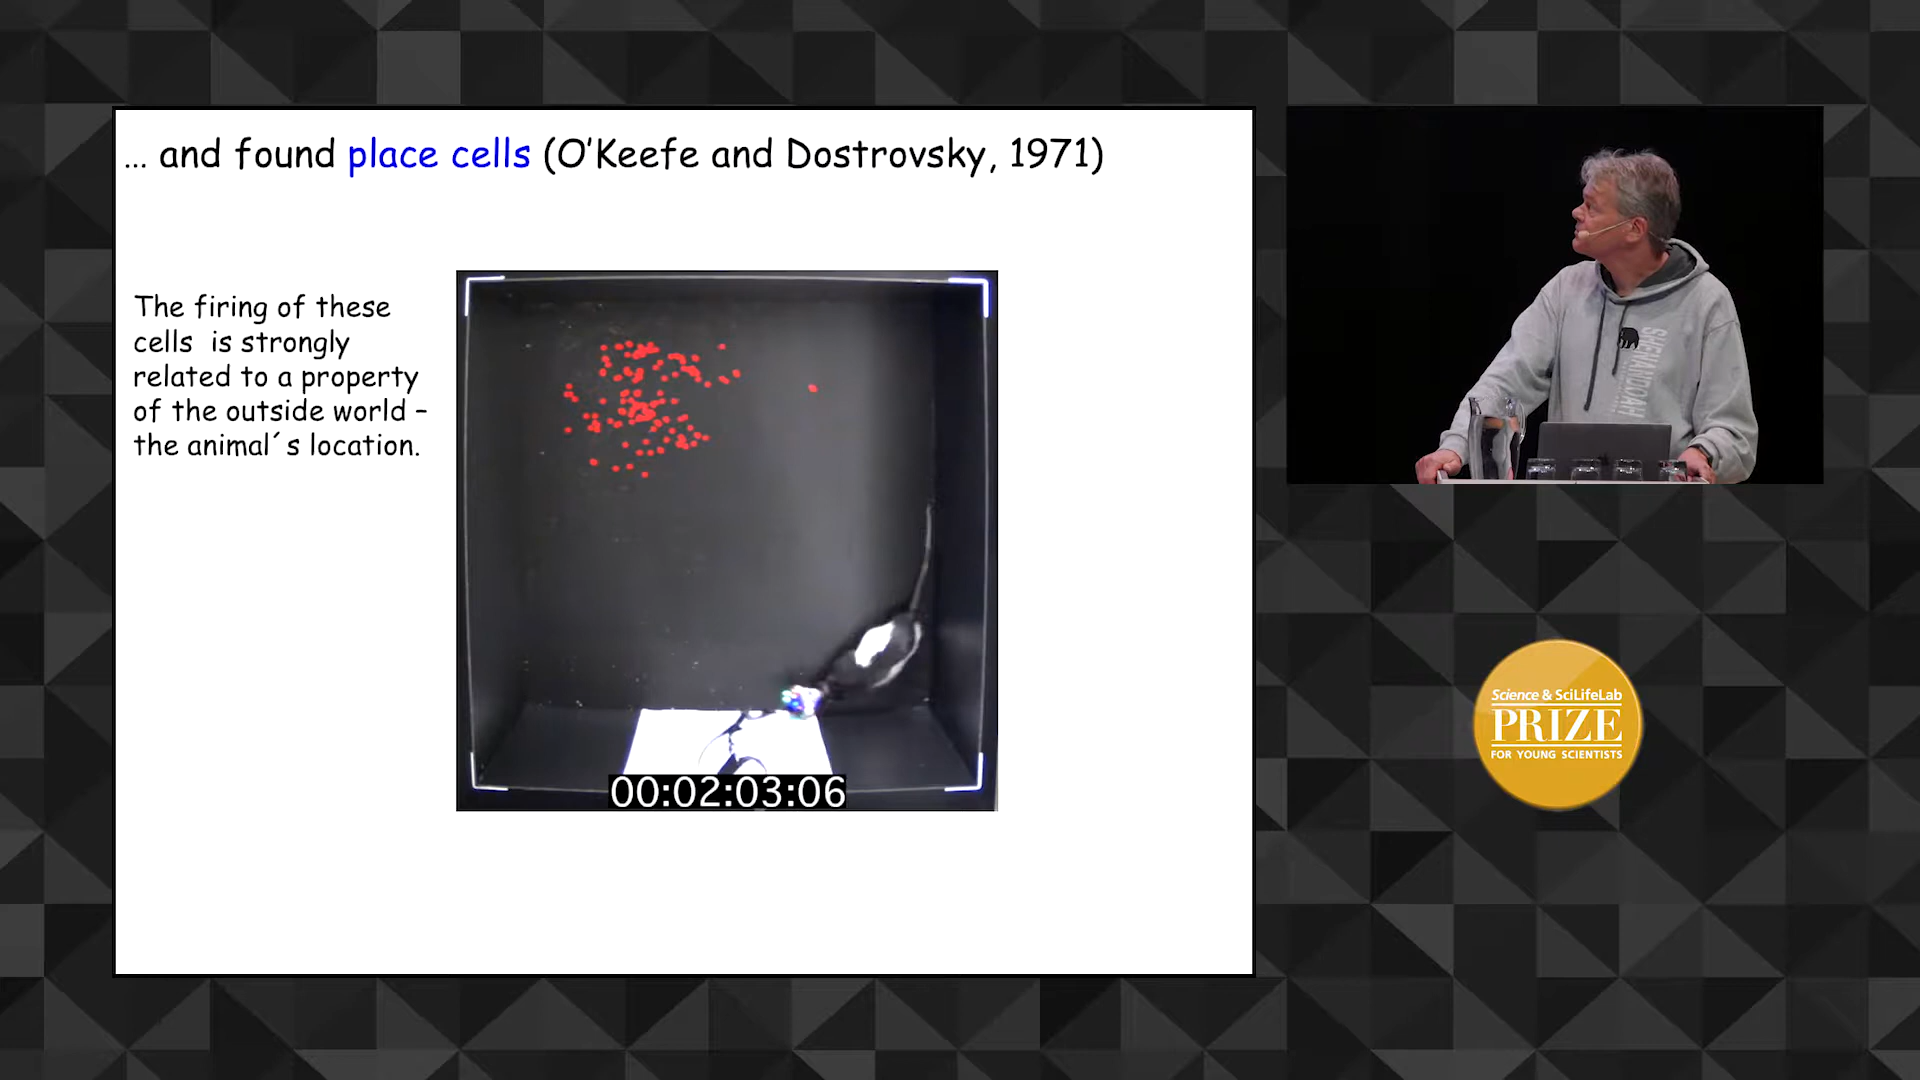 … and found place cells (O’Keefe and Dostrovsky, 1971)
The firing of these
cells  is strongly
related to a property
of the outside world –
the animal´s location.
00:02:03:06
SHENANDOAH
Science & SciLifeLab
PRIZE
FOR YOUNG SCIENTISTS